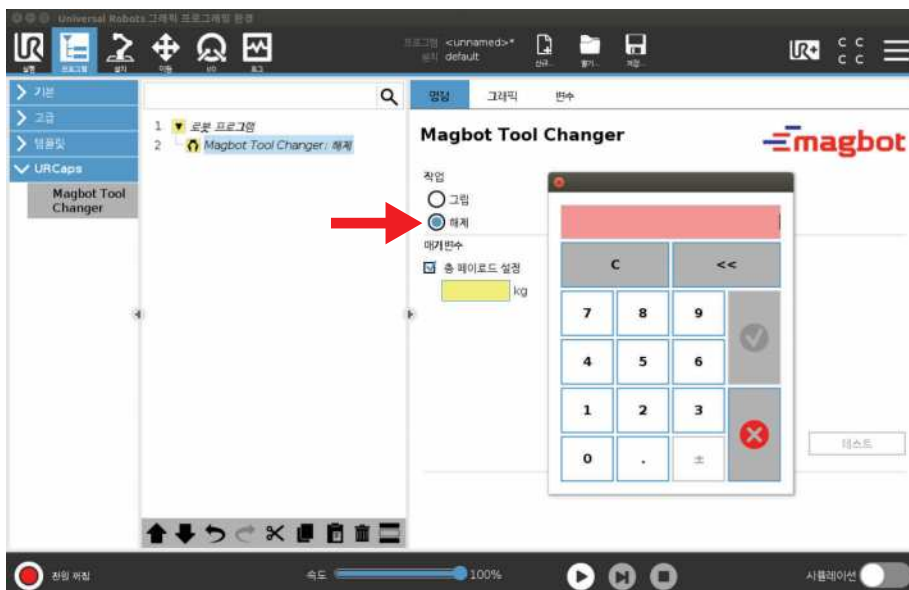 Universal Robots 그래픽 프로그래밍 환경
실행 프로그램 설치 이동 I/O 로그
프로그램 <unnamed>*
설치 default
신규... 열기... 저장...
UR+
C C
C C
기본
고급
템플릿
URCaps
Magbot Tool
Changer
1 로봇 프로그램
2 Magbot Tool Changer: 해제
명령 그래픽 변수
Magbot Tool Changer
magbot
작업
그립
해제
매개변수
총 페이로드 설정
kg
C <<
7 8 9
4 5 6
1 2 3
0 . ±
테스트
전원 꺼짐
속도 100%
시뮬레이션